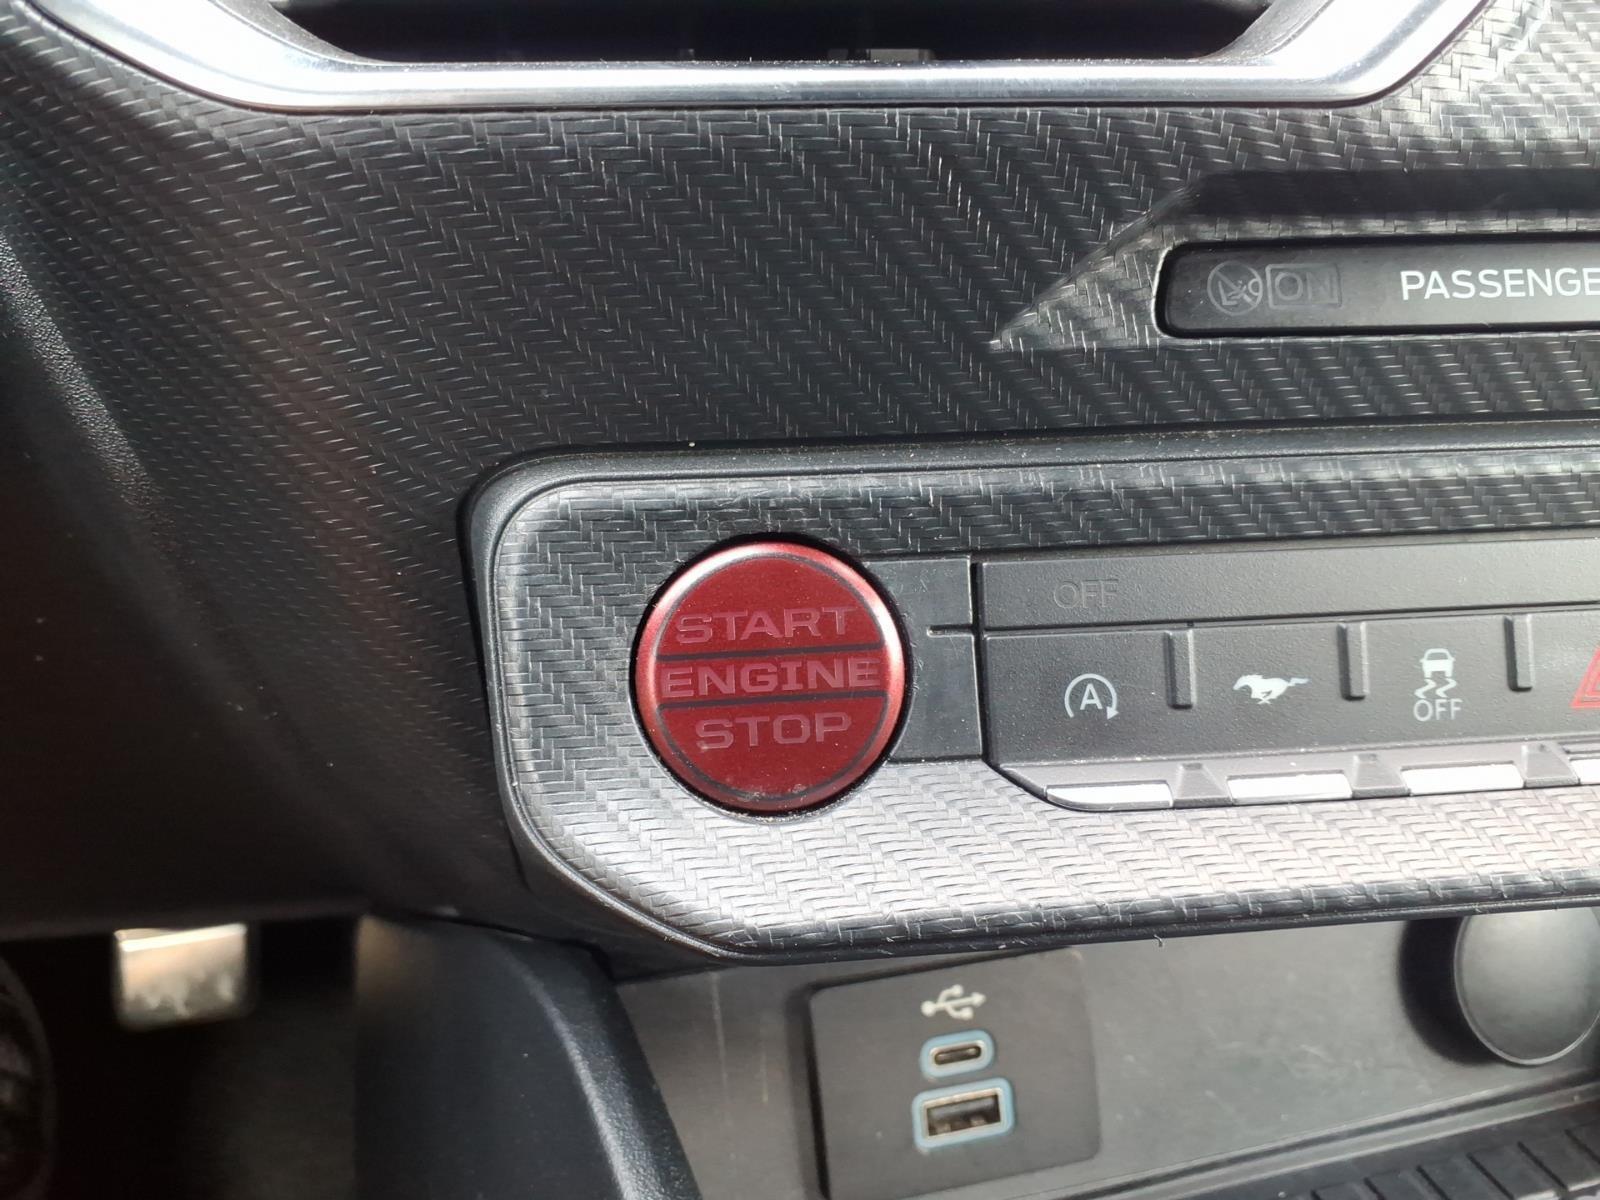 ON PASSENGE
START
ENGINE
STOP
OFF
A
OFF